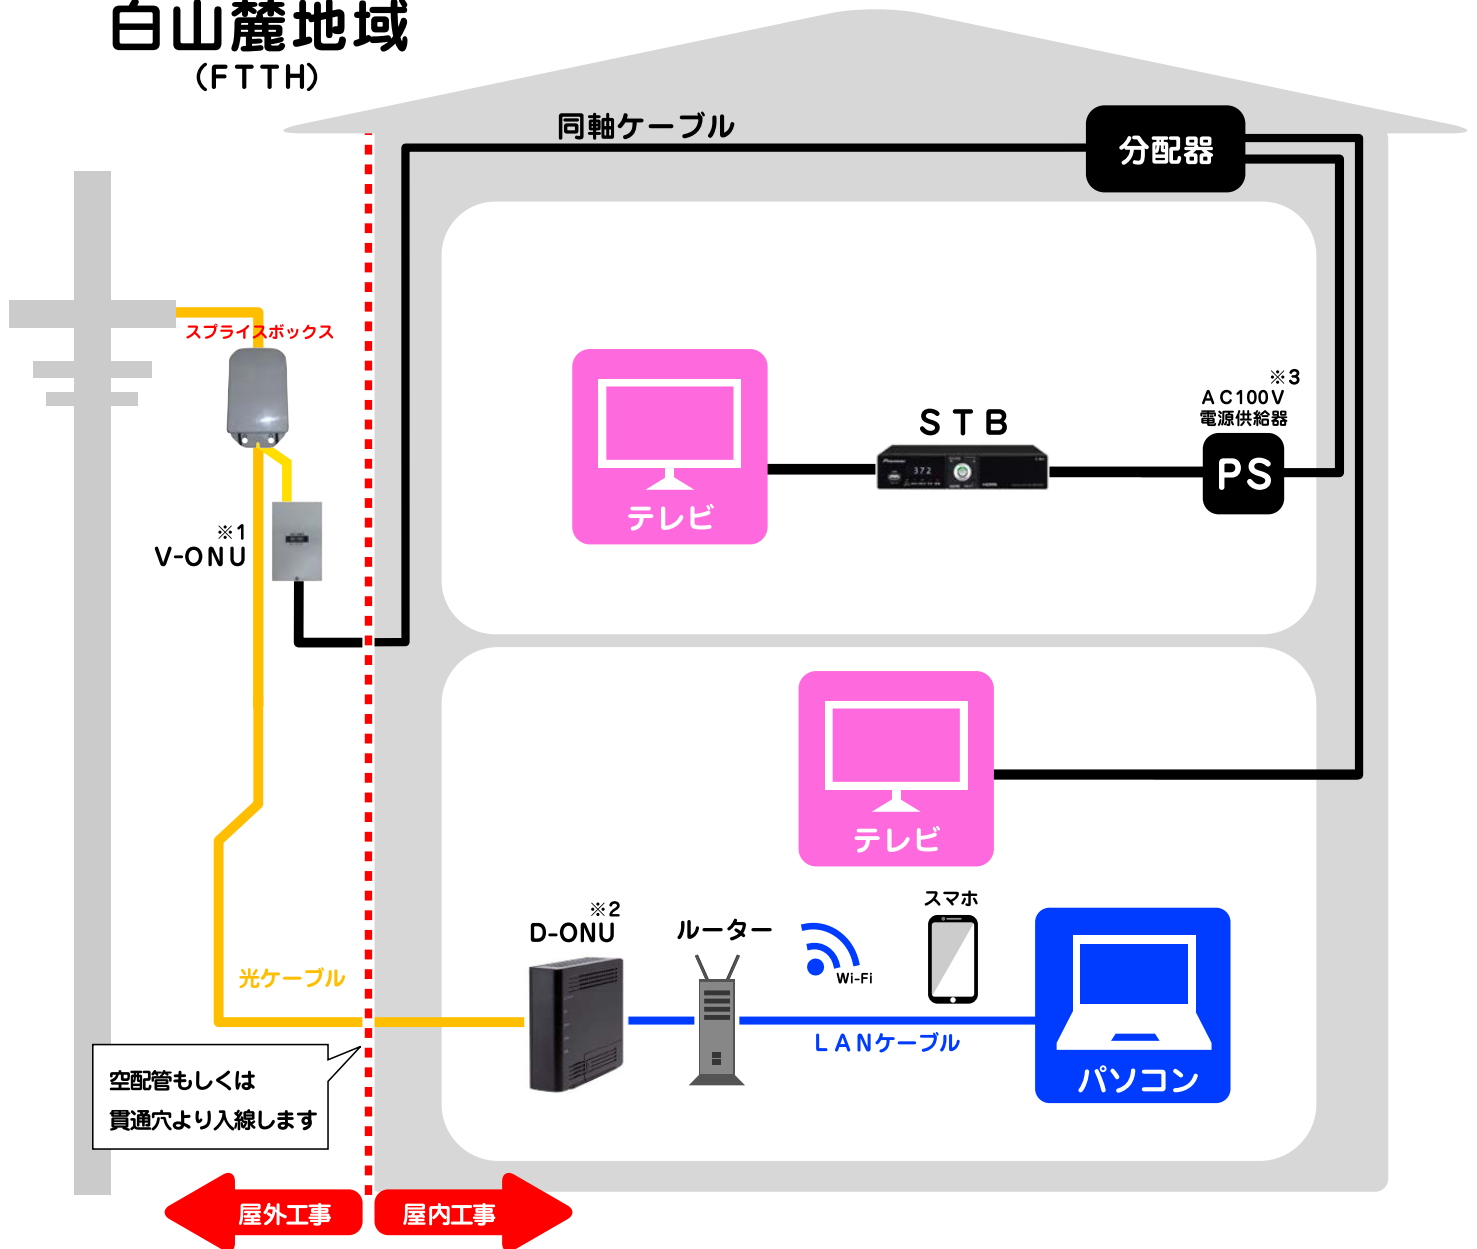 白山麓地域
（FTTH）
同軸ケーブル
分配器
スプライスボックス
※3
AC100V
電源供給器
STB
PS
372
テレビ
※1
V-ONU
テレビ
スマホ
※2
D-ONU
ルーター
Wi-Fi
光ケーブル
LANケーブル
パソコン
空配管もしくは
貫通穴より入線します
屋外工事
屋内工事